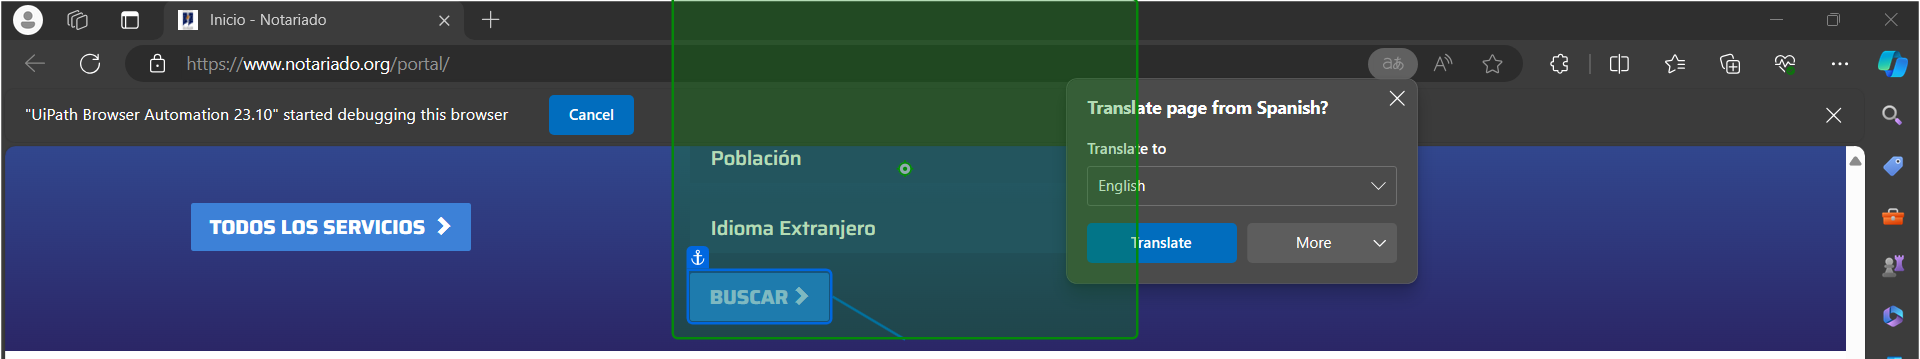 Inicio - Notariado
https://www.notariado.org/portal/
"UiPath Browser Automation 23.10" started debugging this browser
Cancel
Translate page from Spanish?
Translate to
English
Translate
More
Población
Idioma Extranjero
TODOS LOS SERVICIOS
BUSCAR